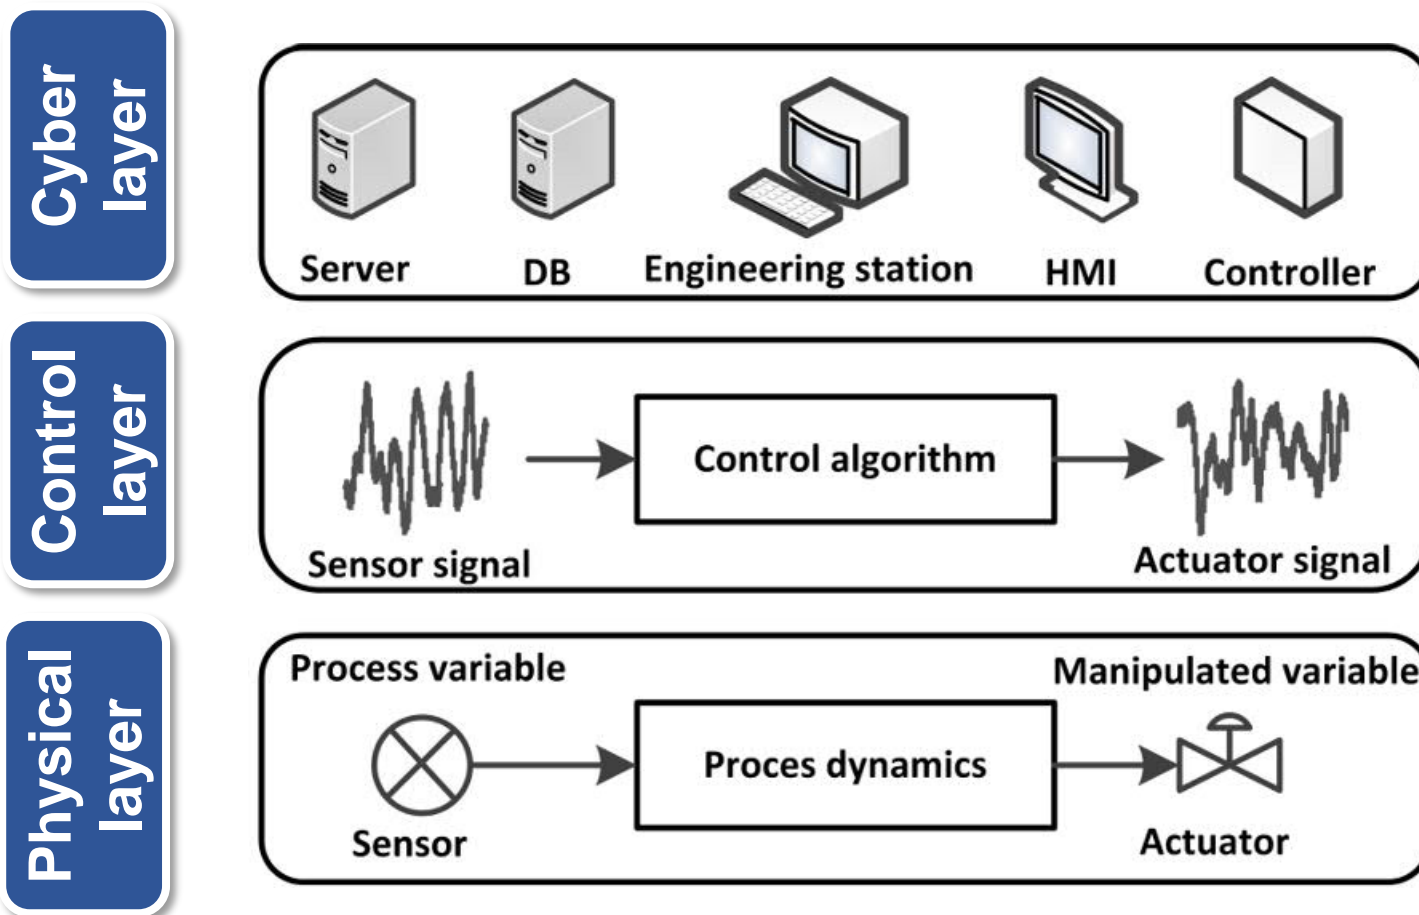 Cyber
layer
Server
DB
Engineering station
HMI
Controller
Control
layer
Sensor signal
Control algorithm
Actuator signal
Physical
layer
Process variable
Manipulated variable
Proces dynamics
Sensor
Actuator